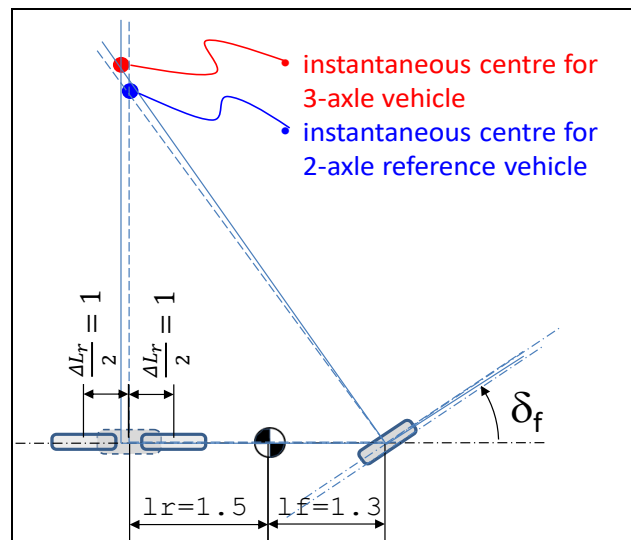 instantaneous centre for
3-axle vehicle
instantaneous centre for
2-axle reference vehicle
ΔLr/2 = 1
ΔLr/2 = 1
δf
lr=1.5
lf=1.3